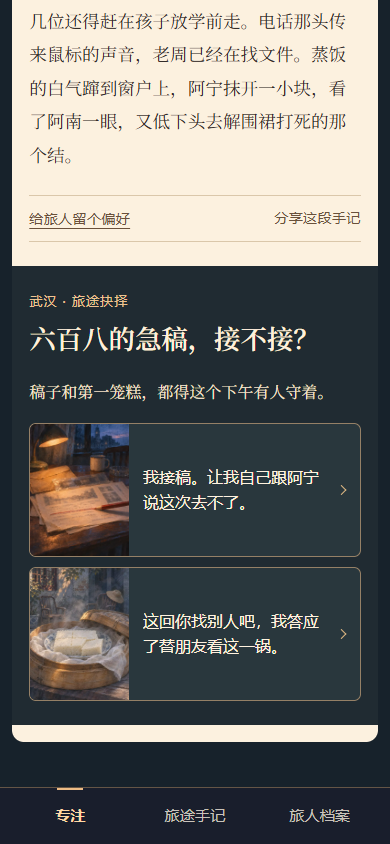 几位还得赶在孩子放学前走。电话那头传
来鼠标的声音，老周已经在找文件。蒸饭
的白气蹿到窗户上，阿宁抹开一小块，看
了阿南一眼，又低下头去解围裙打死的那
个结。
给旅人留个偏好
分享这段手记
武汉 · 旅途抉择
六百八的急稿，接不接？
稿子和第一笼糕，都得这个下午有人守着。
我接稿。让我自己跟阿宁
说这次去不了。
这回你找别人吧，我答应
了替朋友看这一锅。
专注
旅途手记
旅人档案